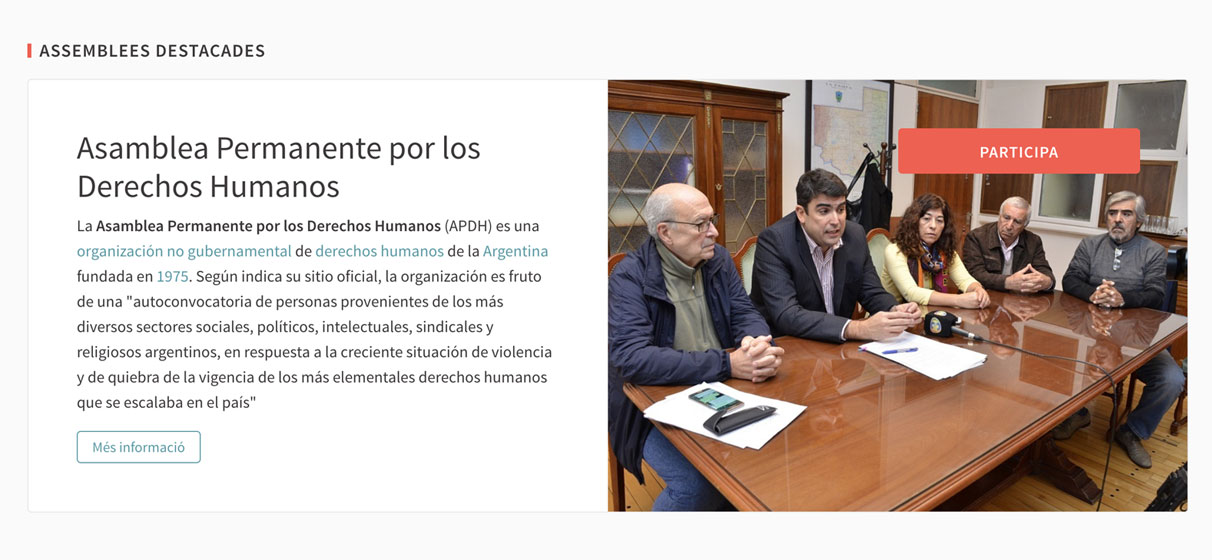 ASSEMBLEES DESTACADES
Asamblea Permanente por los
Derechos Humanos
La Asamblea Permanente por los Derechos Humanos (APDH) es una
organización no gubernamental de derechos humanos de la Argentina
fundada en 1975. Según indica su sitio oficial, la organización es fruto
de una "autoconvocatoria de personas provenientes de los más
diversos sectores sociales, políticos, intelectuales, sindicales y
religiosos argentinos, en respuesta a la creciente situación de violencia
y de quiebra de la vigencia de los más elementales derechos humanos
que se escalaba en el país"
Més informació
PARTICIPA